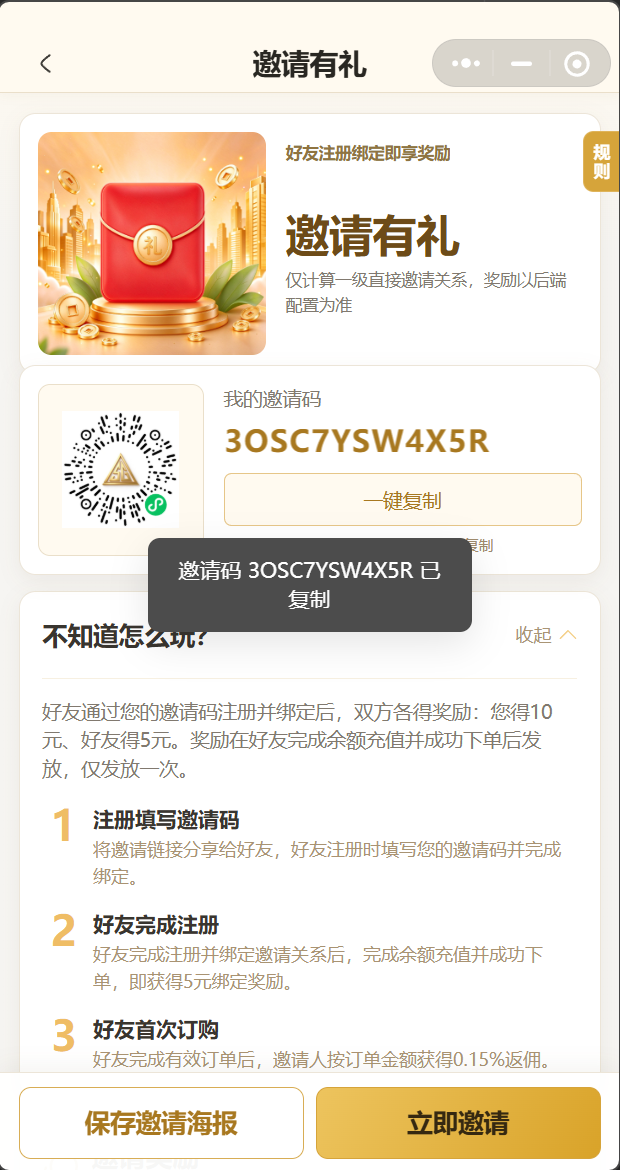 邀请有礼
规则
好友注册绑定即享奖励
礼
邀请有礼
仅计算一级直接邀请关系，奖励以后端
配置为准
我的邀请码
3OSC7YSW4X5R
一键复制
复制
邀请码 3OSC7YSW4X5R 已
复制
不知道怎么玩?
收起
好友通过您的邀请码注册并绑定后，双方各得奖励：您得10
元、好友得5元。奖励在好友完成余额充值并成功下单后发
放，仅发放一次。
1
注册填写邀请码
将邀请链接分享给好友，好友注册时填写您的邀请码并完成
绑定。
2
好友完成注册
好友完成注册并绑定邀请关系后，完成余额充值并成功下
单，即获得5元绑定奖励。
3
好友首次订购
好友完成有效订单后，邀请人按订单金额获得0.15%返佣。
保存邀请海报
立即邀请